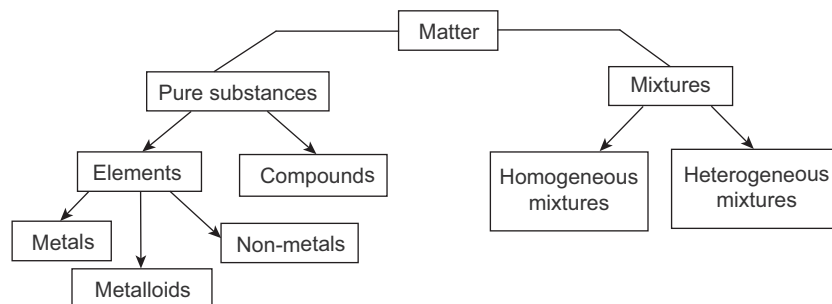 Matter
Pure substances
Mixtures
Elements
Compounds
Homogeneous
mixtures
Heterogeneous
mixtures
Metals
Non-metals
Metalloids